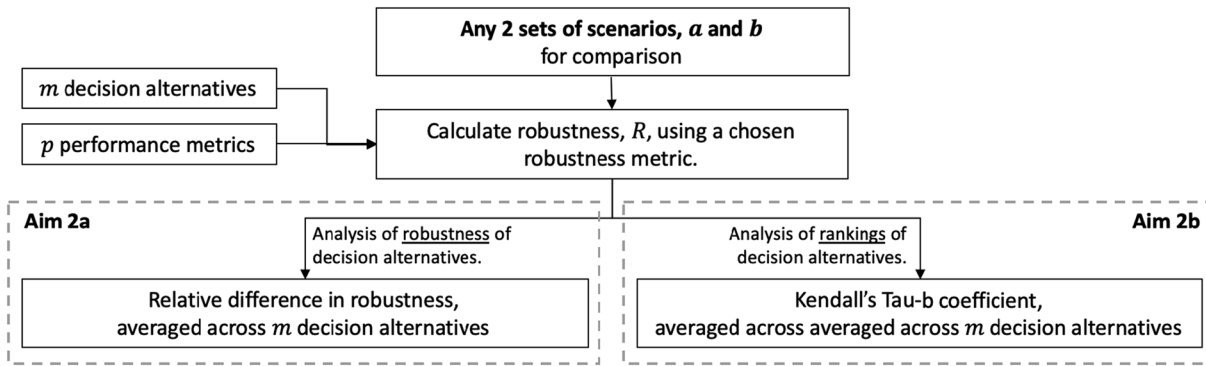 Any 2 sets of scenarios, a and b
for comparison
m decision alternatives
p performance metrics
Calculate robustness, R, using a chosen
robustness metric.
Aim 2a
Analysis of robustness of
decision alternatives.
Relative difference in robustness,
averaged across m decision alternatives
Aim 2b
Analysis of rankings of
decision alternatives.
Kendall's Tau-b coefficient,
averaged across averaged across m decision alternatives